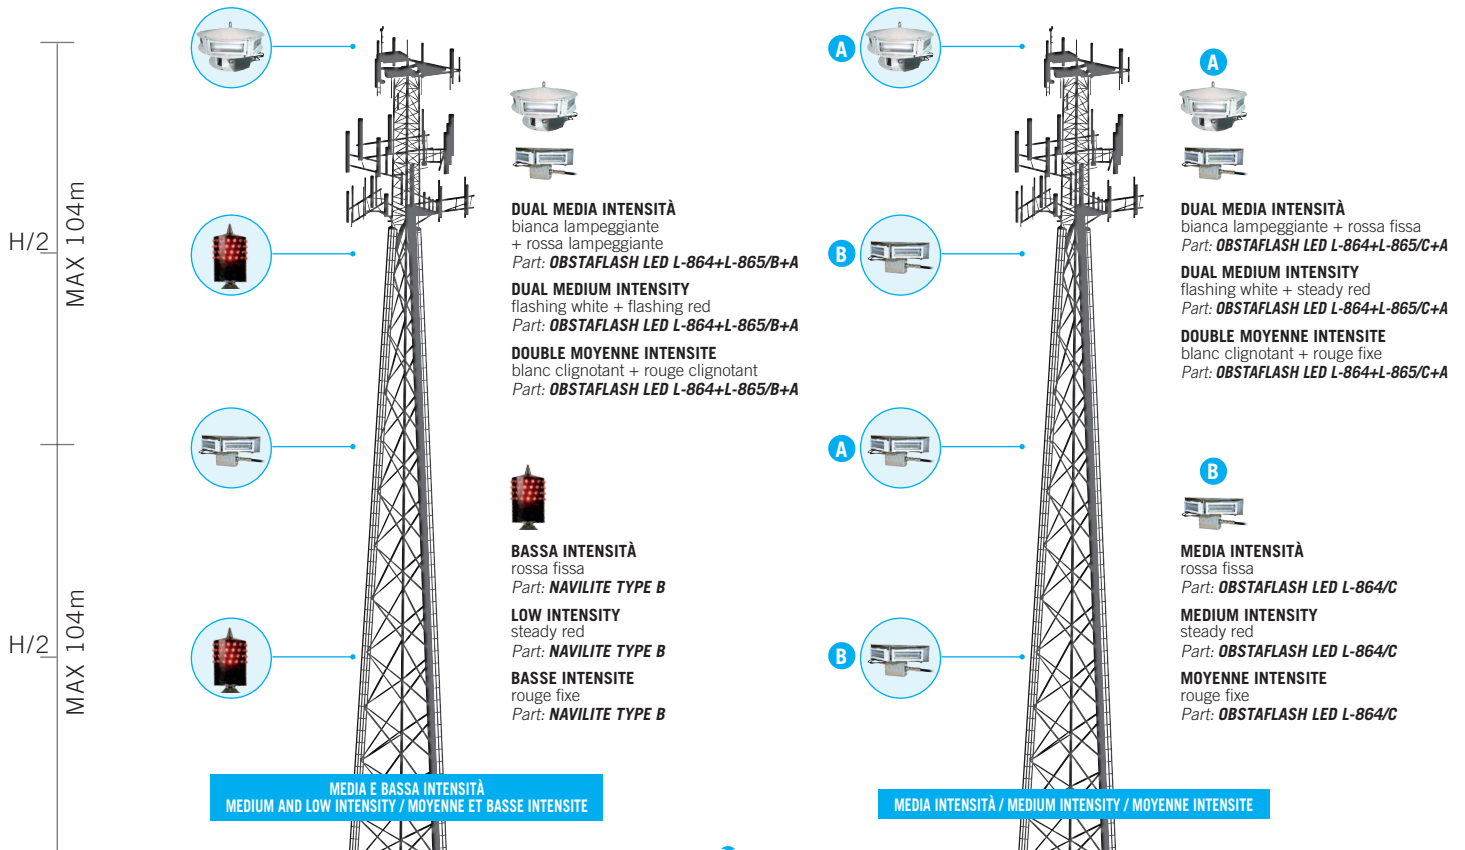 H/2
MAX 104m
H/2
MAX 104m
DUAL MEDIA INTENSITÀ
bianca lampeggiante
+ rossa lampeggiante
Part: OBSTAFLASH LED L-864+L-865/B+A
DUAL MEDIUM INTENSITY
flashing white + flashing red
Part: OBSTAFLASH LED L-864+L-865/B+A
DOUBLE MOYENNE INTENSITE
blanc clignotant + rouge clignotant
Part: OBSTAFLASH LED L-864+L-865/B+A
BASSA INTENSITÀ
rossa fissa
Part: NAVILITE TYPE B
LOW INTENSITY
steady red
Part: NAVILITE TYPE B
BASSE INTENSITE
rouge fixe
Part: NAVILITE TYPE B
MEDIA E BASSA INTENSITÀ
MEDIUM AND LOW INTENSITY / MOYENNE ET BASSE INTENSITE
A
B
A
B
A
DUAL MEDIA INTENSITÀ
bianca lampeggiante + rossa fissa
Part: OBSTAFLASH LED L-864+L-865/C+A
DUAL MEDIUM INTENSITY
flashing white + steady red
Part: OBSTAFLASH LED L-864+L-865/C+A
DOUBLE MOYENNE INTENSITE
blanc clignotant + rouge fixe
Part: OBSTAFLASH LED L-864+L-865/C+A
B
MEDIA INTENSITÀ
rossa fissa
Part: OBSTAFLASH LED L-864/C
MEDIUM INTENSITY
steady red
Part: OBSTAFLASH LED L-864/C
MOYENNE INTENSITE
rouge fixe
Part: OBSTAFLASH LED L-864/C
MEDIA INTENSITÀ / MEDIUM INTENSITY / MOYENNE INTENSITE